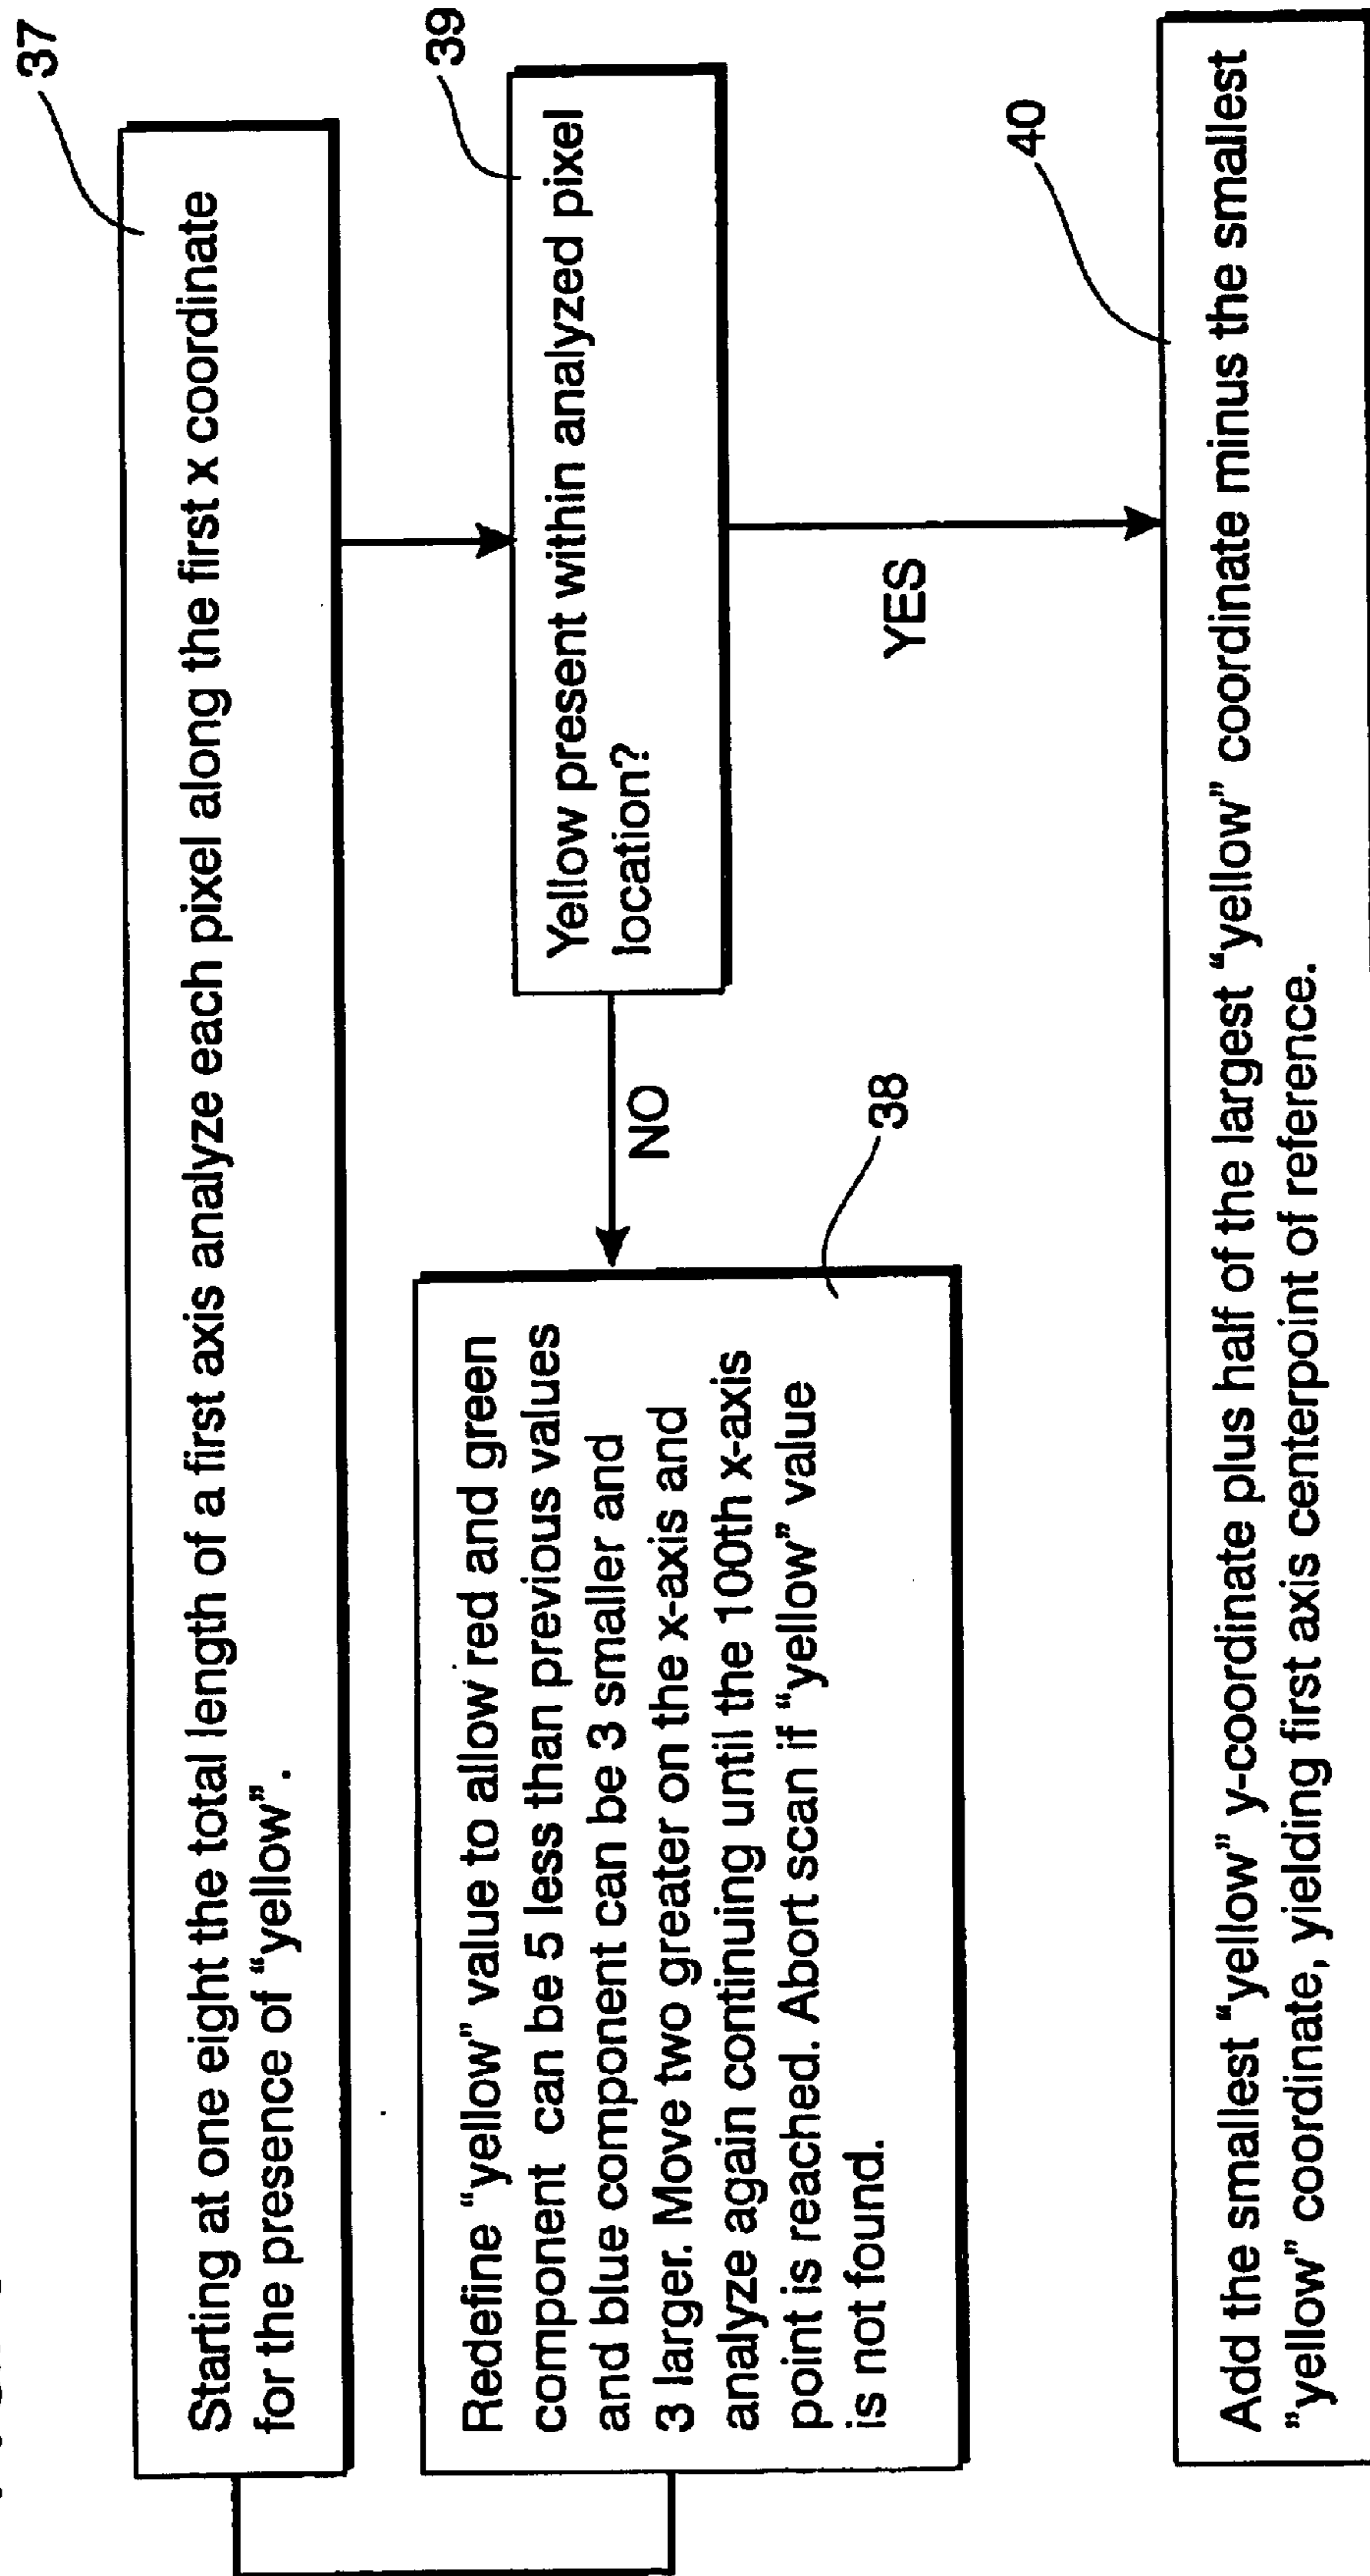 37
Starting at one eight the total length of a first axis analyze each pixel along the first x coordinate
for the presence of “yellow”.
39
Yellow present within analyzed pixel
location?
NO
YES
38
Redefine “yellow” value to allow red and green
component can be 5 less than previous values
and blue component can be 3 smaller and
3 larger. Move two greater on the x-axis and
analyze again continuing until the 100th x-axis
point is reached. Abort scan if “yellow” value
is not found.
40
Add the smallest “yellow” y-coordinate plus half of the largest “yellow” coordinate minus the smallest
”yellow” coordinate, yielding first axis centerpoint of reference.